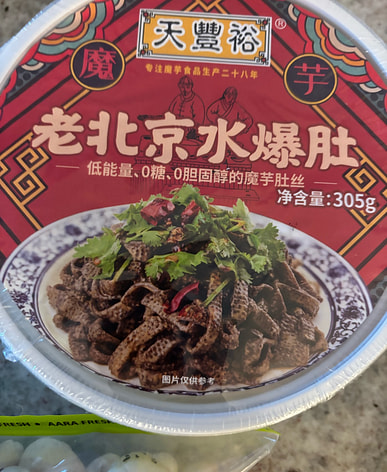 天豐裕®
专注魔芋食品生产二十八年
魔 芋
老北京水爆肚
低能量、0糖、0胆固醇的魔芋肚丝
净含量:305g
图片仅供参考
FRESH • AARA FRESH